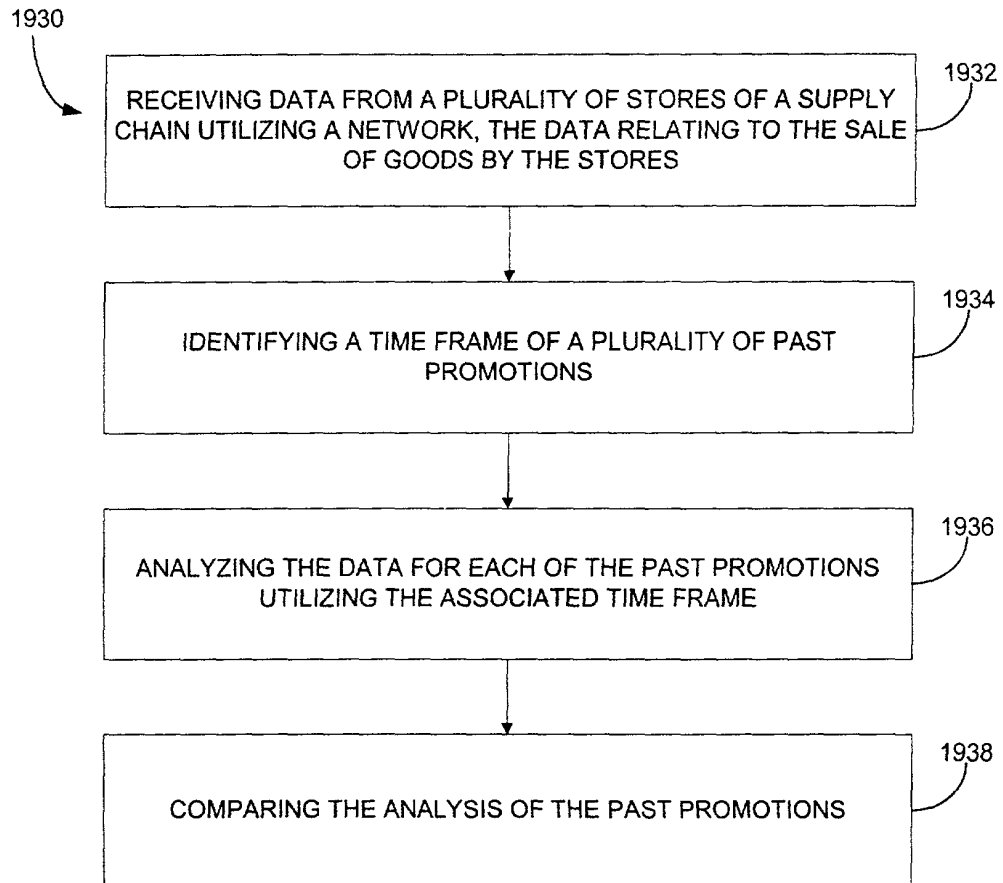 1930
1932
RECEIVING DATA FROM A PLURALITY OF STORES OF A SUPPLY
CHAIN UTILIZING A NETWORK, THE DATA RELATING TO THE SALE
OF GOODS BY THE STORES
1934
IDENTIFYING A TIME FRAME OF A PLURALITY OF PAST
PROMOTIONS
1936
ANALYZING THE DATA FOR EACH OF THE PAST PROMOTIONS
UTILIZING THE ASSOCIATED TIME FRAME
1938
COMPARING THE ANALYSIS OF THE PAST PROMOTIONS